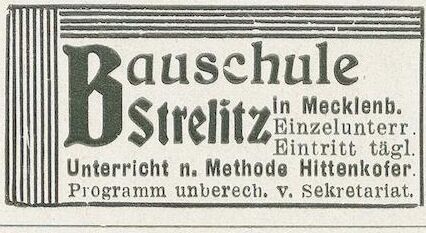 Bauschule
Strelitz in Mecklenb.
Einzelunterr.
Eintritt tägl.
Unterricht n. Methode Hittenkofer.
Programm unberech. v. Sekretariat.